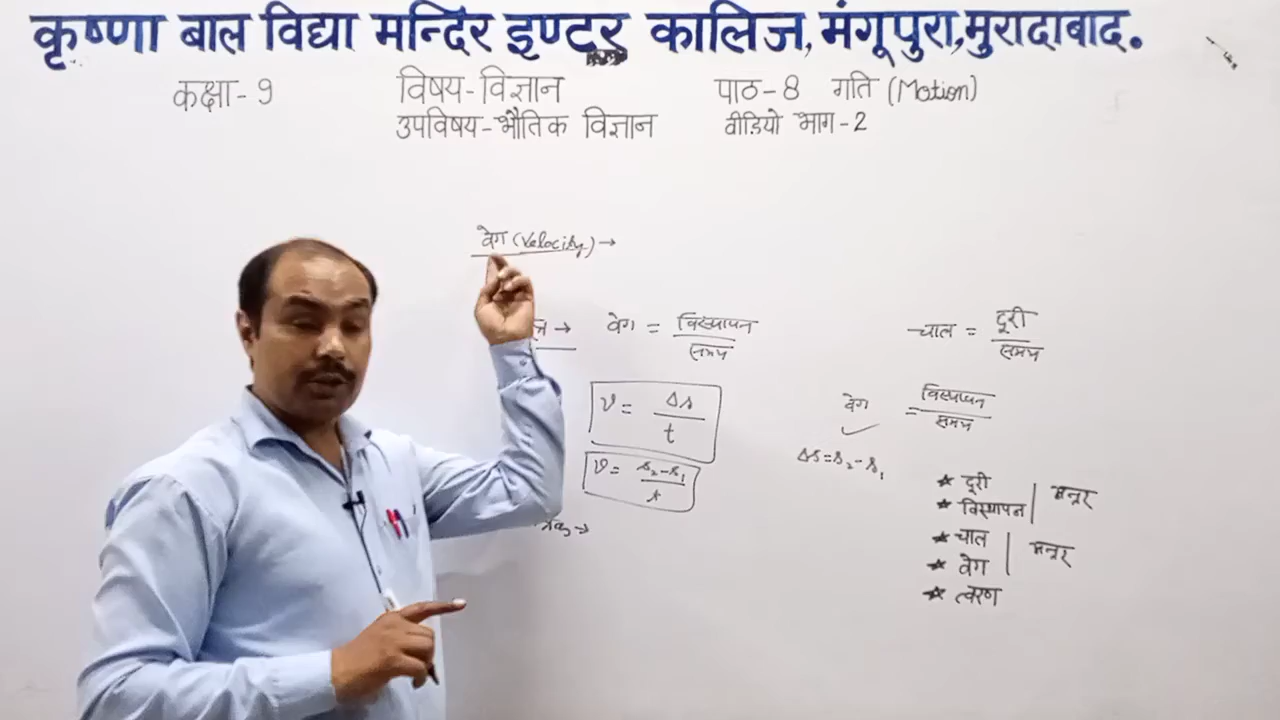 कृष्णा बाल विद्या मन्दिर इण्टर कालिज, मंगूपुरा, मुरादाबाद.
कक्षा - 9 विषय - विज्ञान पाठ - 8 गति (Motion)
उपविषय - भौतिक विज्ञान वीडियो भाग - 2
वेग (Velocity) →
→ वेग = विस्थापन / समय
चाल = दूरी / समय
v = Δs / t
वेग = विस्थापन / समय
✓
Δs = s₂ - s₁
v = s₂ - s₁ / t
★ दूरी
★ विस्थापन
★ चाल
★ वेग
★ त्वरण